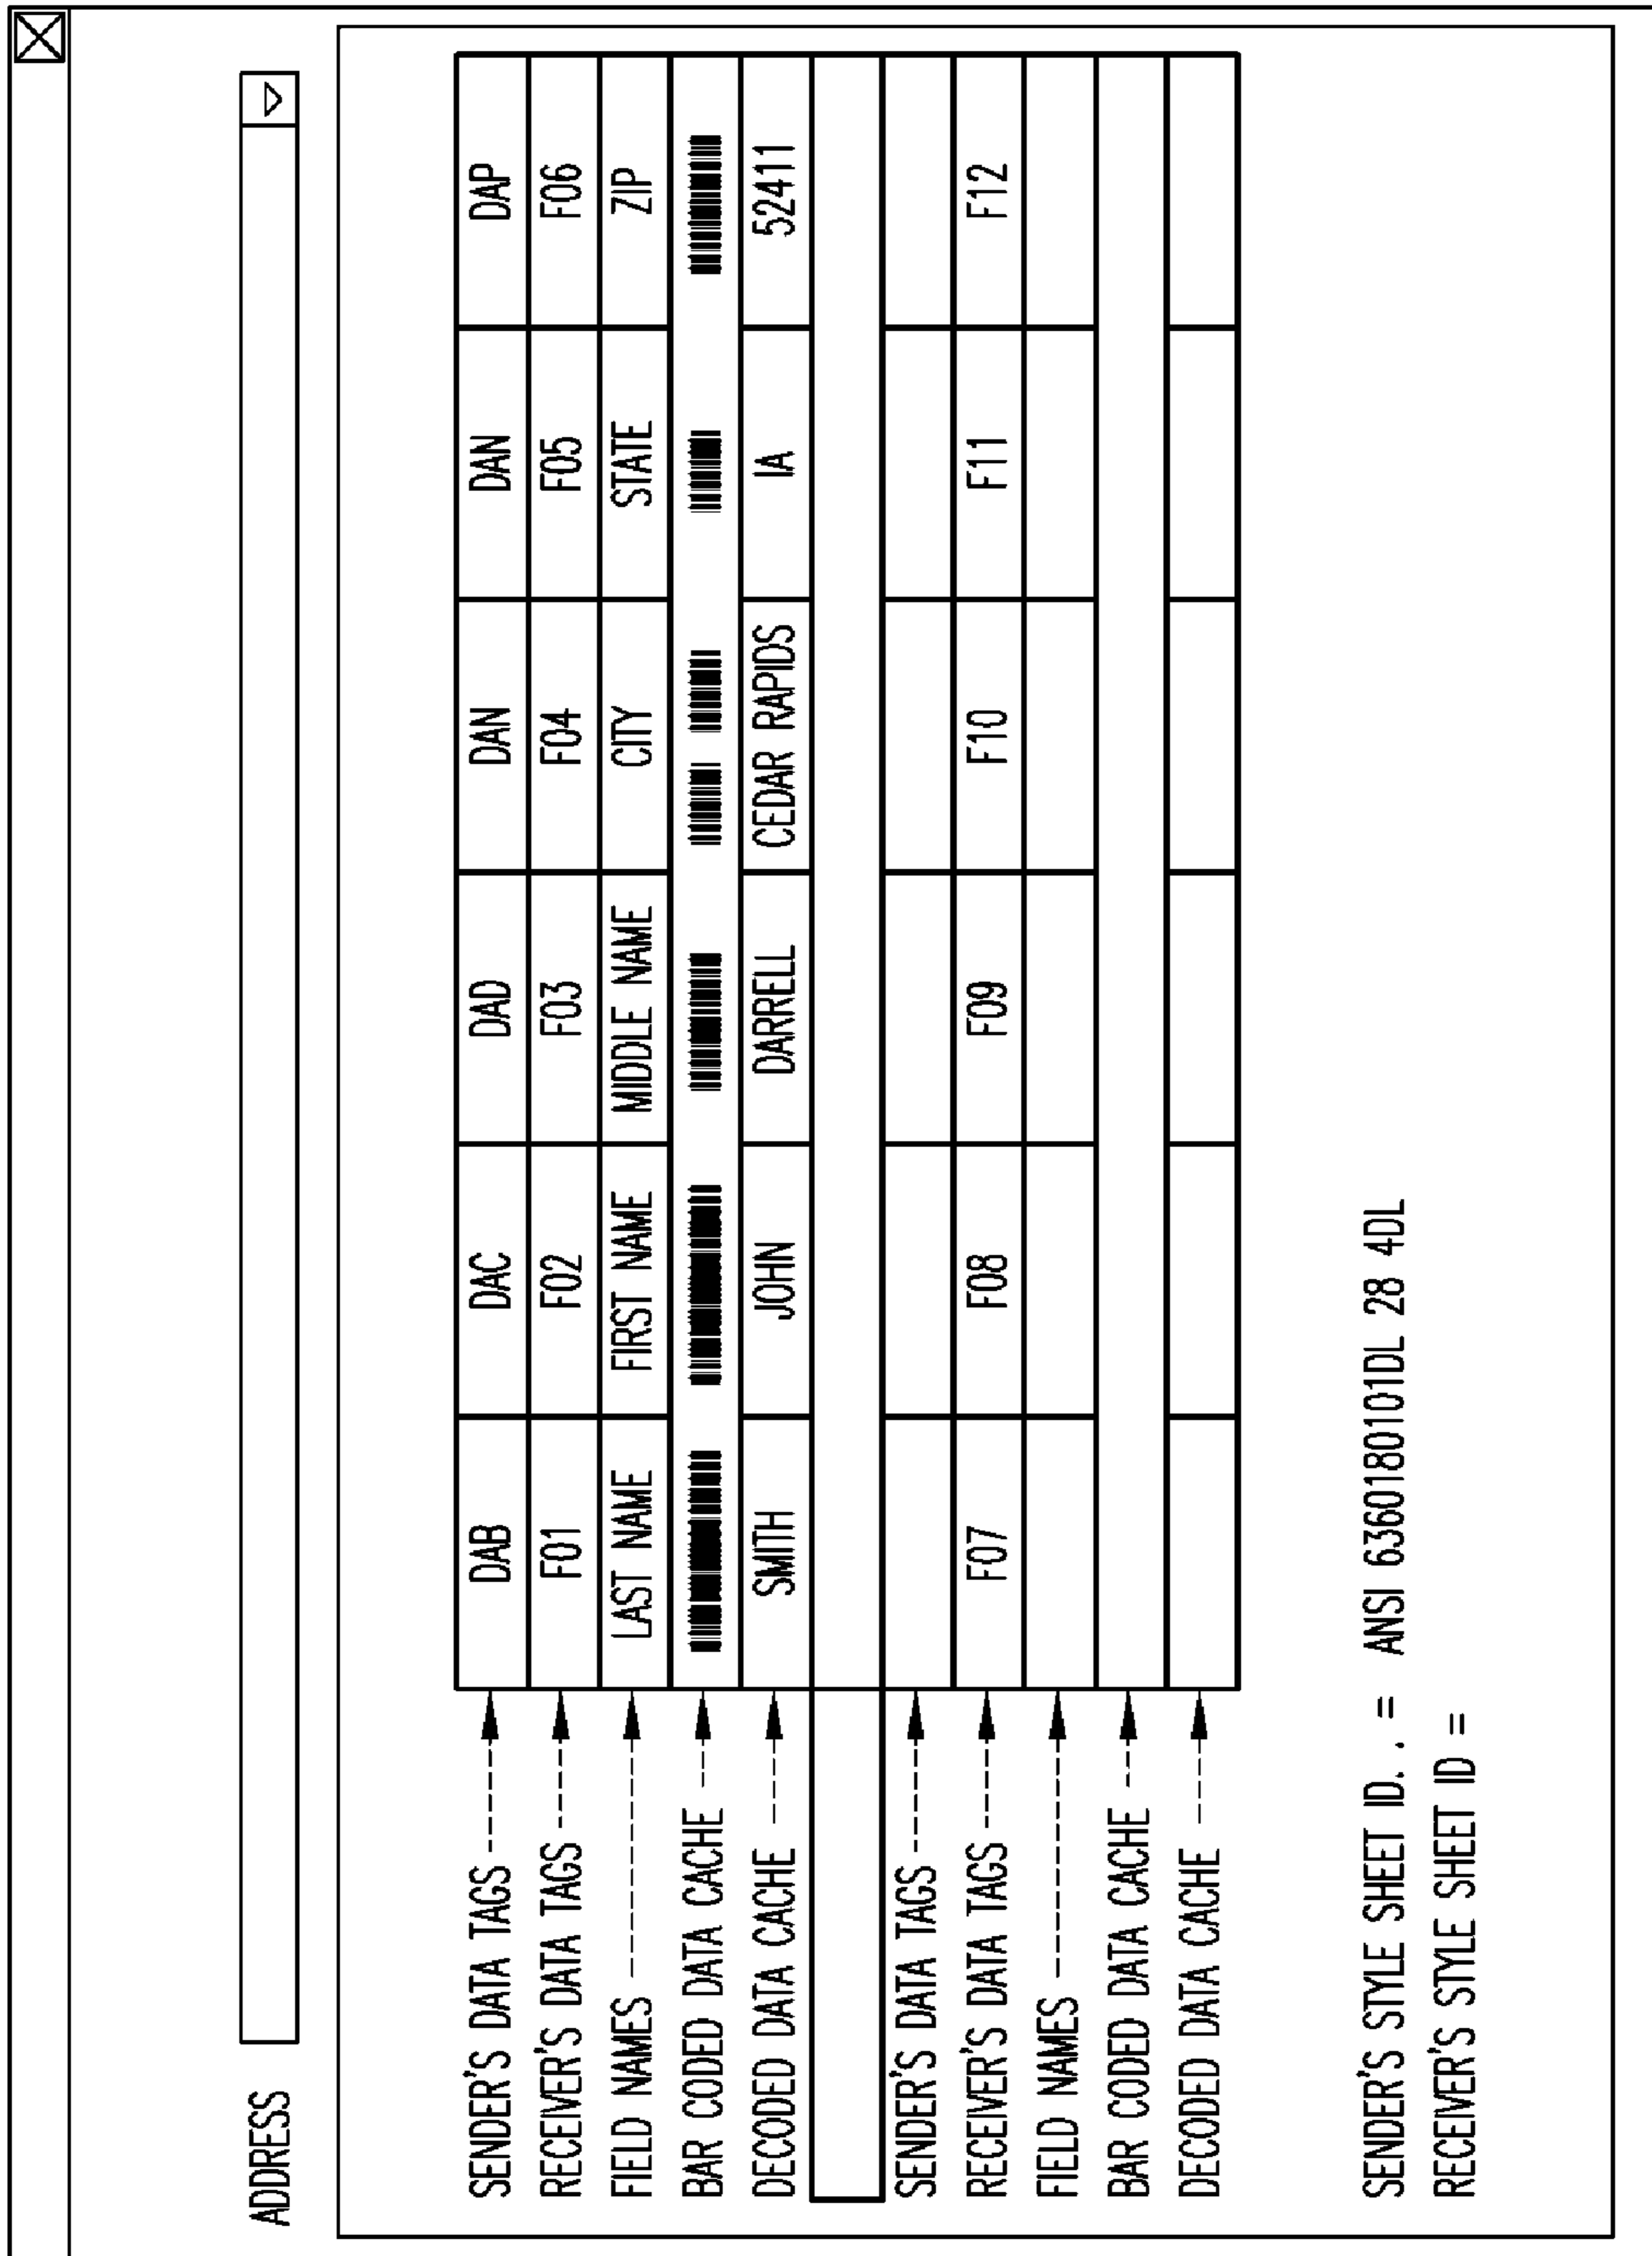 ADDRESS
SENDER'S DATA TAGS DAB DAC DAD DAN DAN DAP
RECEIVER'S DATA TAGS F01 F02 F03 F04 F05 F06
FIELD NAMES LAST NAME FIRST NAME MIDDLE NAME CITY STATE ZIP
BAR CODED DATA CACHE
DECODED DATA CACHE SMITH JOHN DARRELL CEDAR RAPIDS IA 52411
SENDER'S DATA TAGS
RECEIVER'S DATA TAGS F07 F08 F09 F10 F11 F12
FIELD NAMES
BAR CODED DATA CACHE
DECODED DATA CACHE
SENDER'S STYLE SHEET ID. . = ANSI 6360180101DL 28 4DL
RECEIVER'S STYLE SHEET ID =